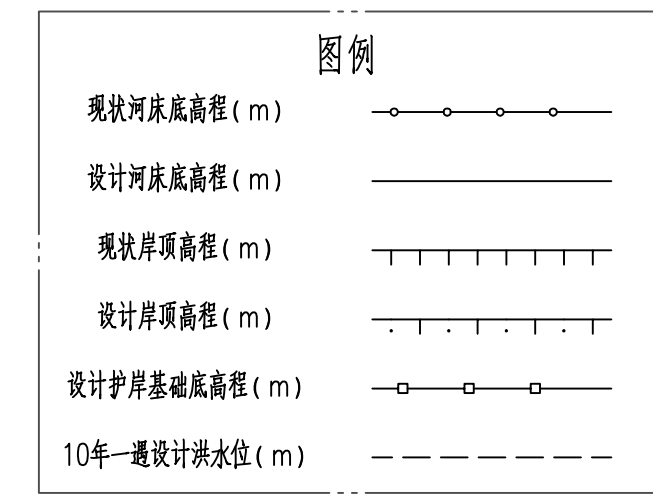 图例
现状河床底高程(m)
设计河床底高程(m)
现状岸顶高程(m)
设计岸顶高程(m)
设计护岸基础底高程(m)
10年一遇设计洪水位(m)